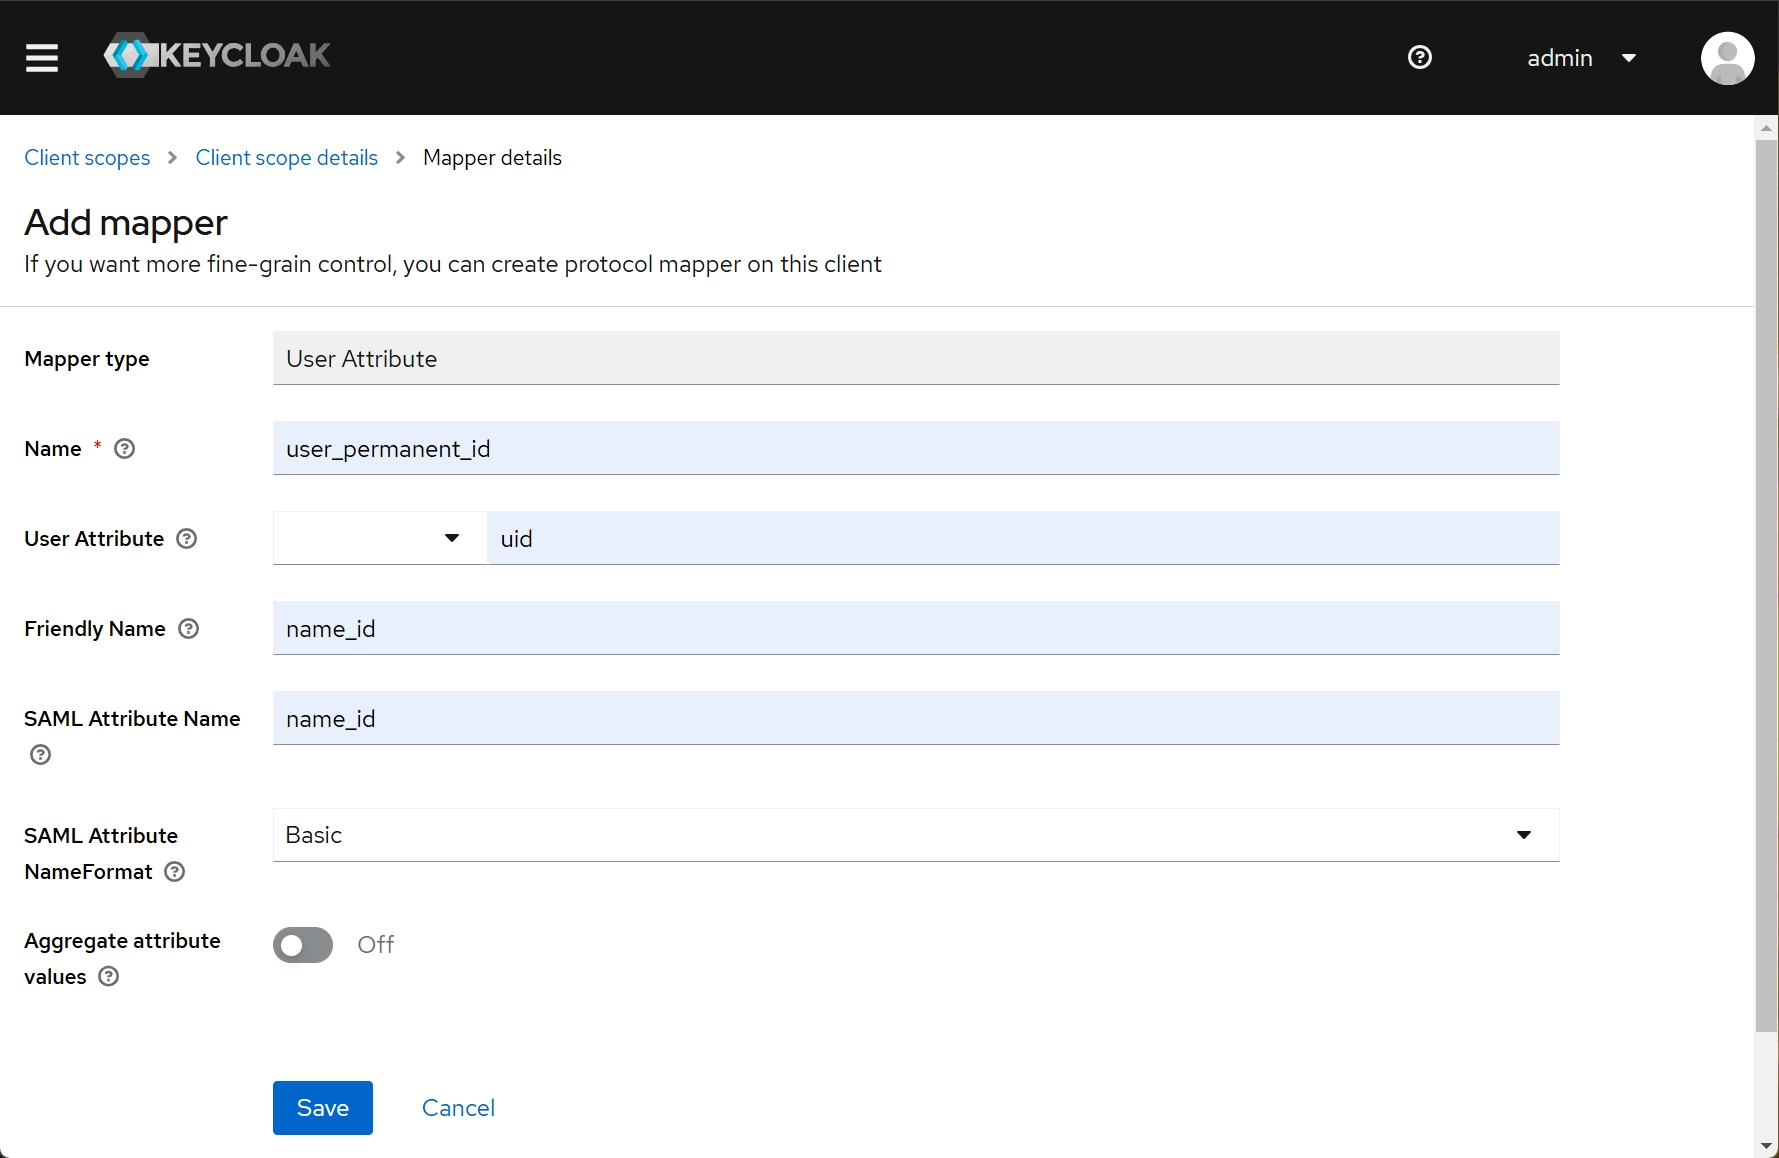 KEYCLOAK
admin
Client scopes > Client scope details > Mapper details
Add mapper
If you want more fine-grain control, you can create protocol mapper on this client
Mapper type
User Attribute
Name *
user_permanent_id
User Attribute
uid
Friendly Name
name_id
SAML Attribute Name
name_id
SAML Attribute
NameFormat
Basic
Aggregate attribute
values
Off
Save
Cancel